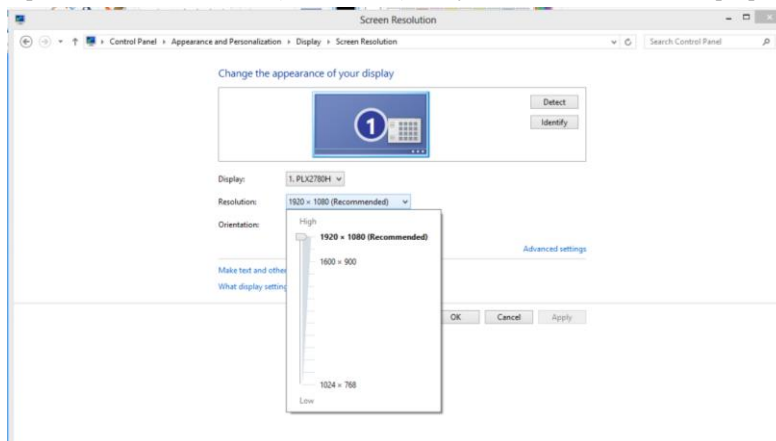 Screen Resolution
Control Panel ▸ Appearance and Personalization ▸ Display ▸ Screen Resolution
Search Control Panel
Change the appearance of your display
1
Detect
Identify
Display:
1. PLX2780H
Resolution:
1920 × 1080 (Recommended)
Orientation:
High
1920 × 1080 (Recommended)
1600 × 900
1024 × 768
Low
Advanced settings
Make text and other
What display setting
OK Cancel Apply